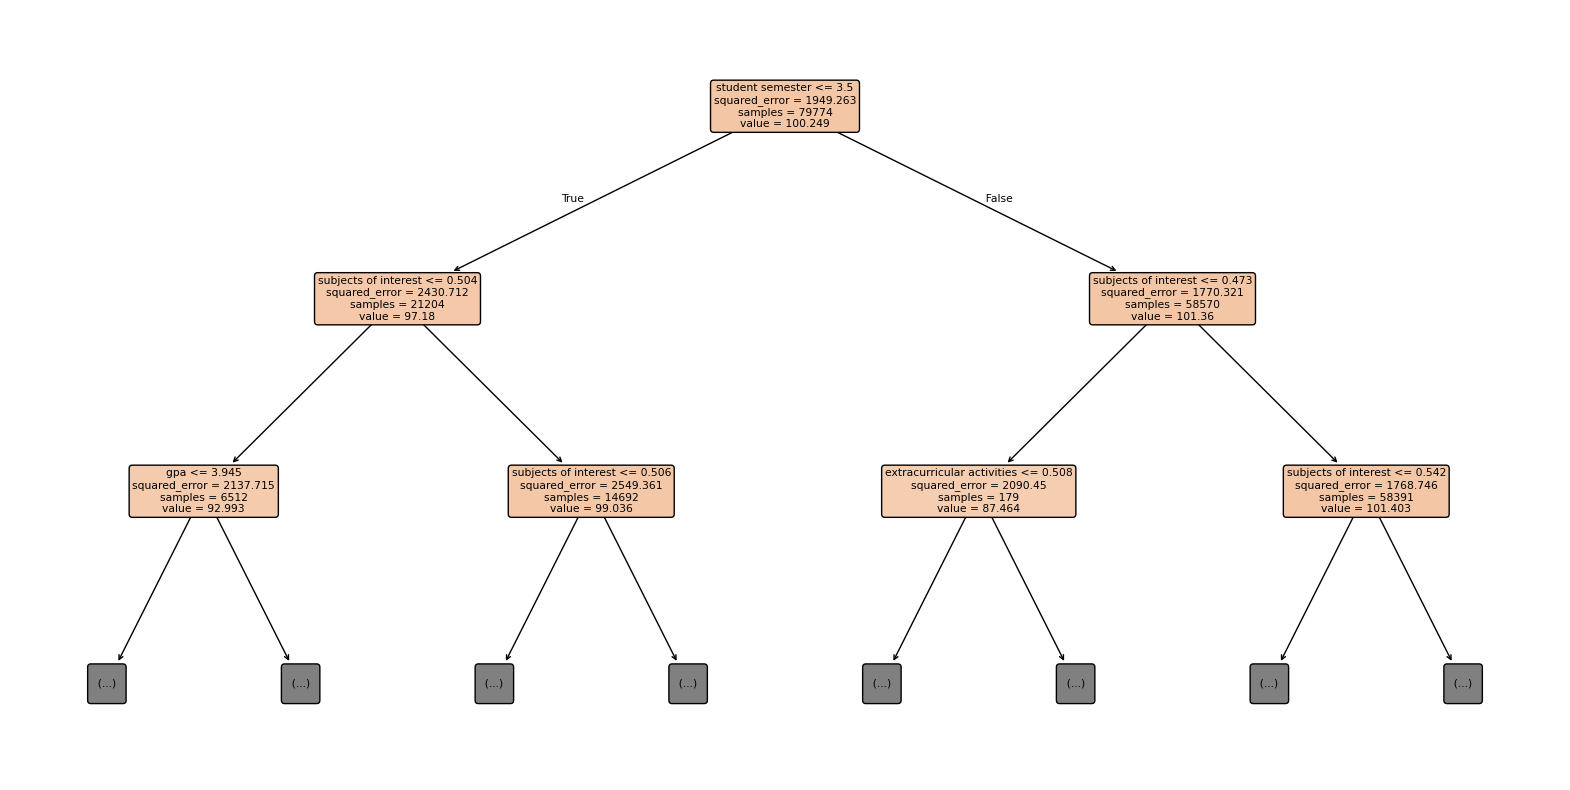 student semester <= 3.5
squared_error = 1949.263
samples = 79774
value = 100.249
True
False
subjects of interest <= 0.504
squared_error = 2430.712
samples = 21204
value = 97.18
subjects of interest <= 0.473
squared_error = 1770.321
samples = 58570
value = 101.36
gpa <= 3.945
squared_error = 2137.715
samples = 6512
value = 92.993
subjects of interest <= 0.506
squared_error = 2549.361
samples = 14692
value = 99.036
extracurricular activities <= 0.508
squared_error = 2090.45
samples = 179
value = 87.464
subjects of interest <= 0.542
squared_error = 1768.746
samples = 58391
value = 101.403
(...)
(...)
(...)
(...)
(...)
(...)
(...)
(...)